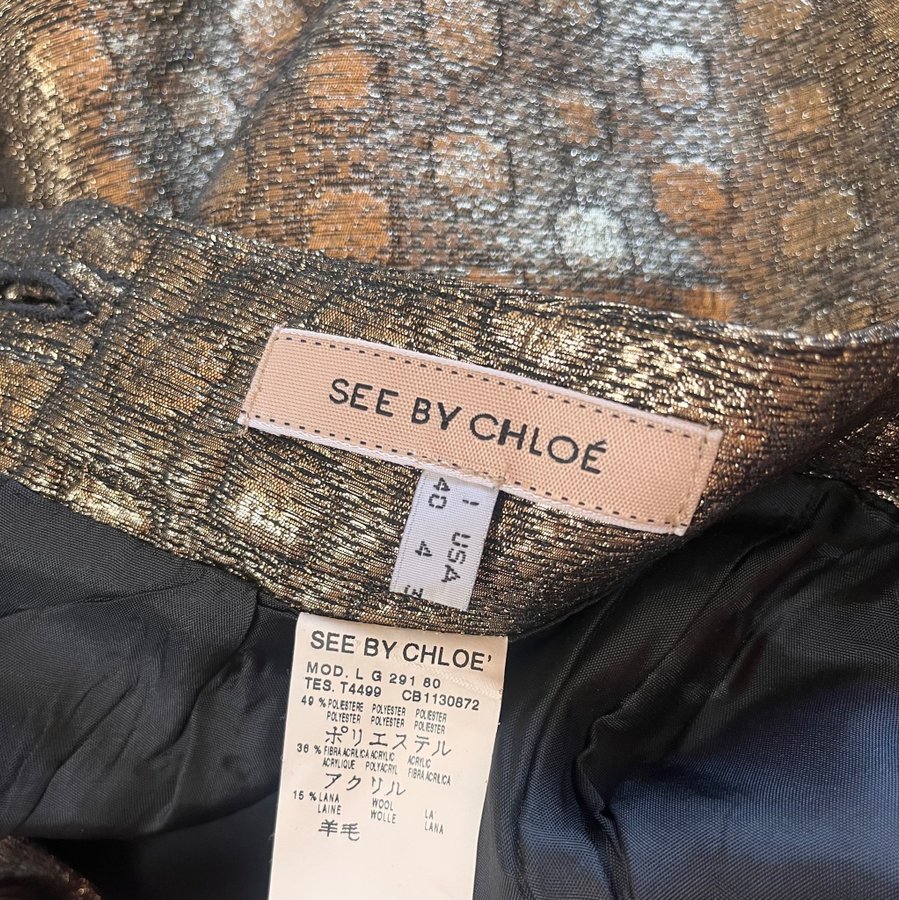 SEE BY CHLOÉ
I USA
40 4
SEE BY CHLOE'
MOD. L G 291 80
TES. T4499 CB1130872
49 % POLIESTERE POLYESTER POLIESTER
POLYESTER POLYESTER POLIESTER
ポリエステル
36 % FIBRA ACRILICA ACRYLIC ACRYLIC
ACRYLIQUE POLYACRYL FIBRA ACRILICA
アクリル
15 % LANA WOOL LA
LAINE WOLLE LANA
羊毛